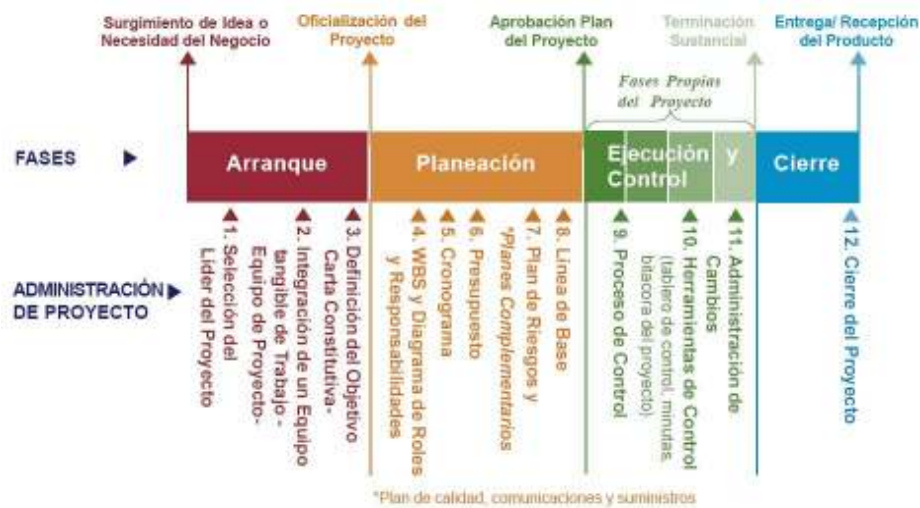 Surgimiento de Idea o
Necesidad del Negocio
Oficialización del
Proyecto
Aprobación Plan
del Proyecto
Terminación
Sustancial
Entrega/ Recepción
del Producto
Fases Propias
del Proyecto
FASES
Arranque
Planeación
Ejecución y
Control
Cierre
ADMINISTRACIÓN
DE PROYECTO
1. Selección del
Líder del Proyecto
2. Integración de un Equipo
tangible de Trabajo -
Equipo de Proyecto-
3. Definición del Objetivo
Carta Constitutiva-
4. WBS y Diagrama de Roles
y Responsabilidades
5. Cronograma
6. Presupuesto
*Planes Complementarios
7. Plan de Riesgos y
8. Línea de Base
9. Proceso de Control
10. Herramientas de Control
(tablero de control, minutas,
bitacora del proyecto).
11. Administración de
Cambios
12. Cierre del Proyecto
*Plan de calidad, comunicaciones y suministros